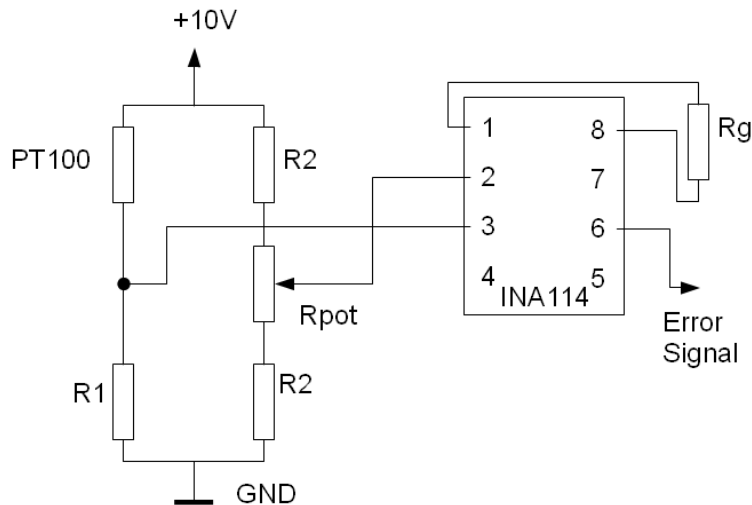 +10V
PT100
R2
1
8
Rg
2
7
3
6
4
5
INA114
Rpot
Error
Signal
R1
R2
GND